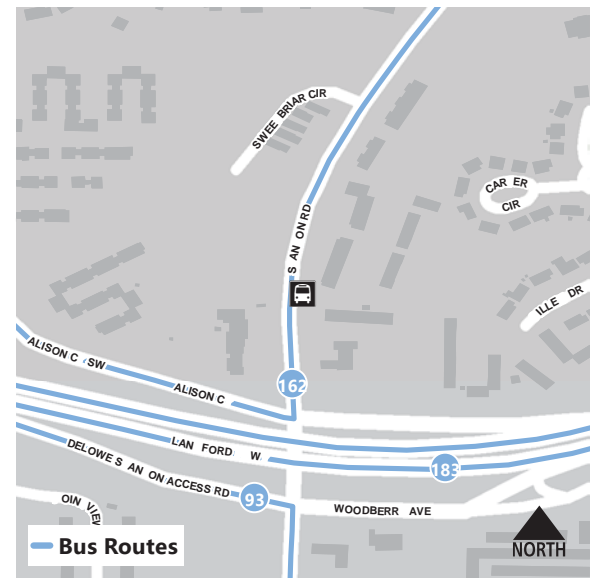 SWEE BRIAR CIR
CAR ER
CIR
S AN ON RD
ILLE DR
ALISON C SW
ALISON C
162
LAN FORD W
183
DELOWE S AN ON ACCESS RD
93
WOODBERR AVE
OIN VIEW
Bus Routes
NORTH